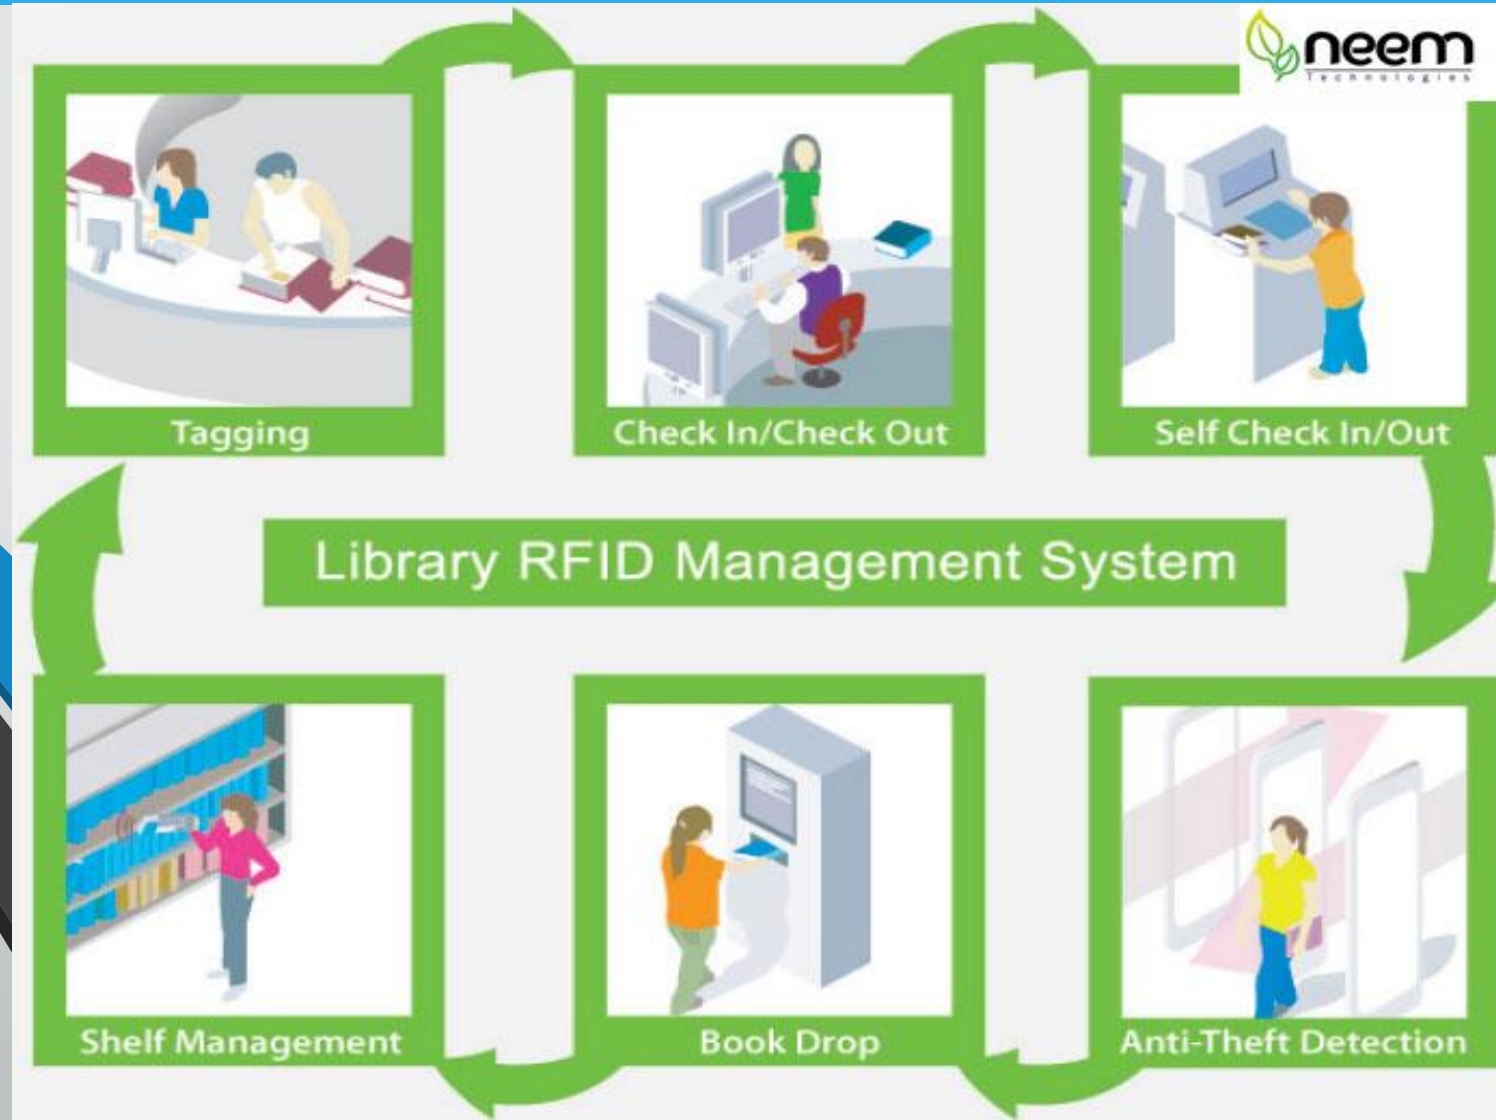 neem
Technologies
Tagging
Check In/Check Out
Self Check In/Out
Library RFID Management System
Shelf Management
Book Drop
Anti-Theft Detection